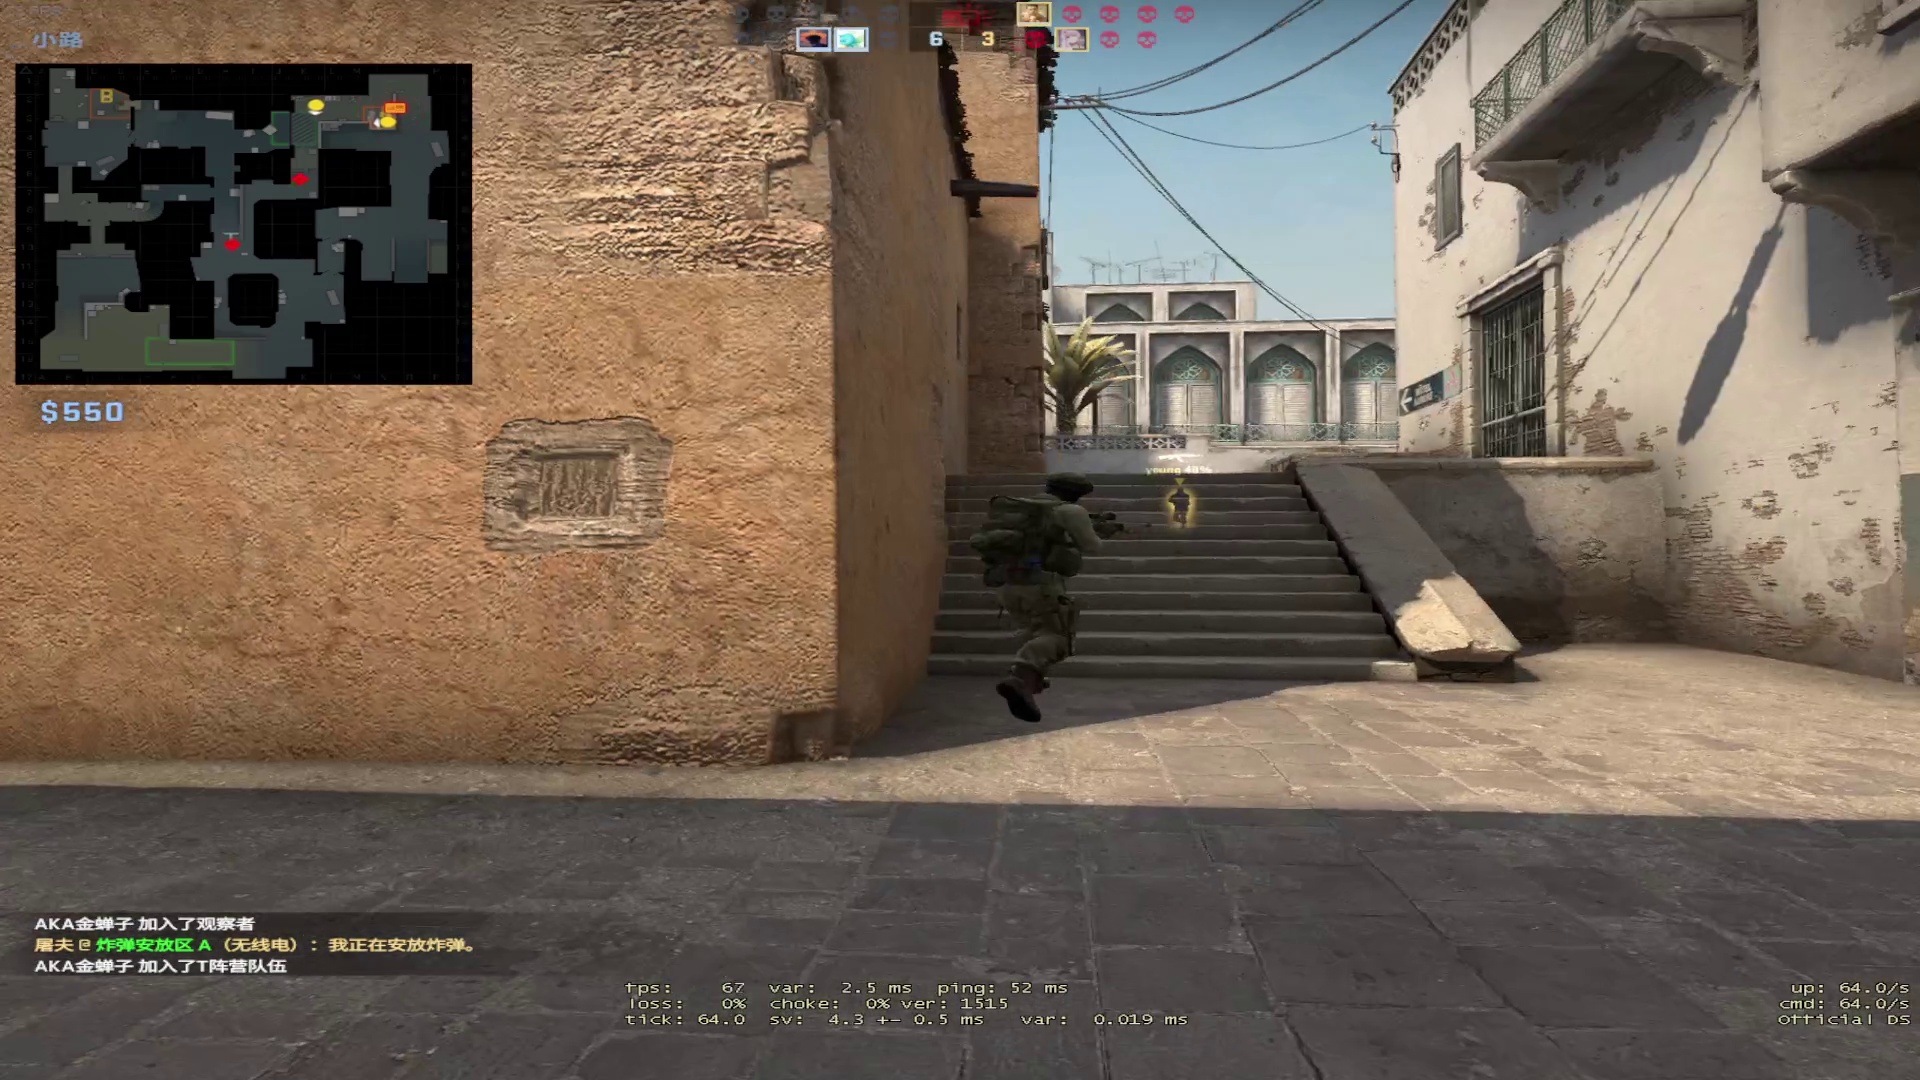 小路
6 3
B
$550
young 48%
AKA金蝉子 加入了观察者
屠夫 @ 炸弹安放区 A（无线电）：我正在安放炸弹。
AKA金蝉子 加入了T阵营队伍
fps: 67 var: 2.5 ms ping: 52 ms
loss: 0% choke: 0% ver: 1515
tick: 64.0 sv: 4.3 +- 0.5 ms var: 0.019 ms
up: 64.0/s
cmd: 64.0/s
Official DS